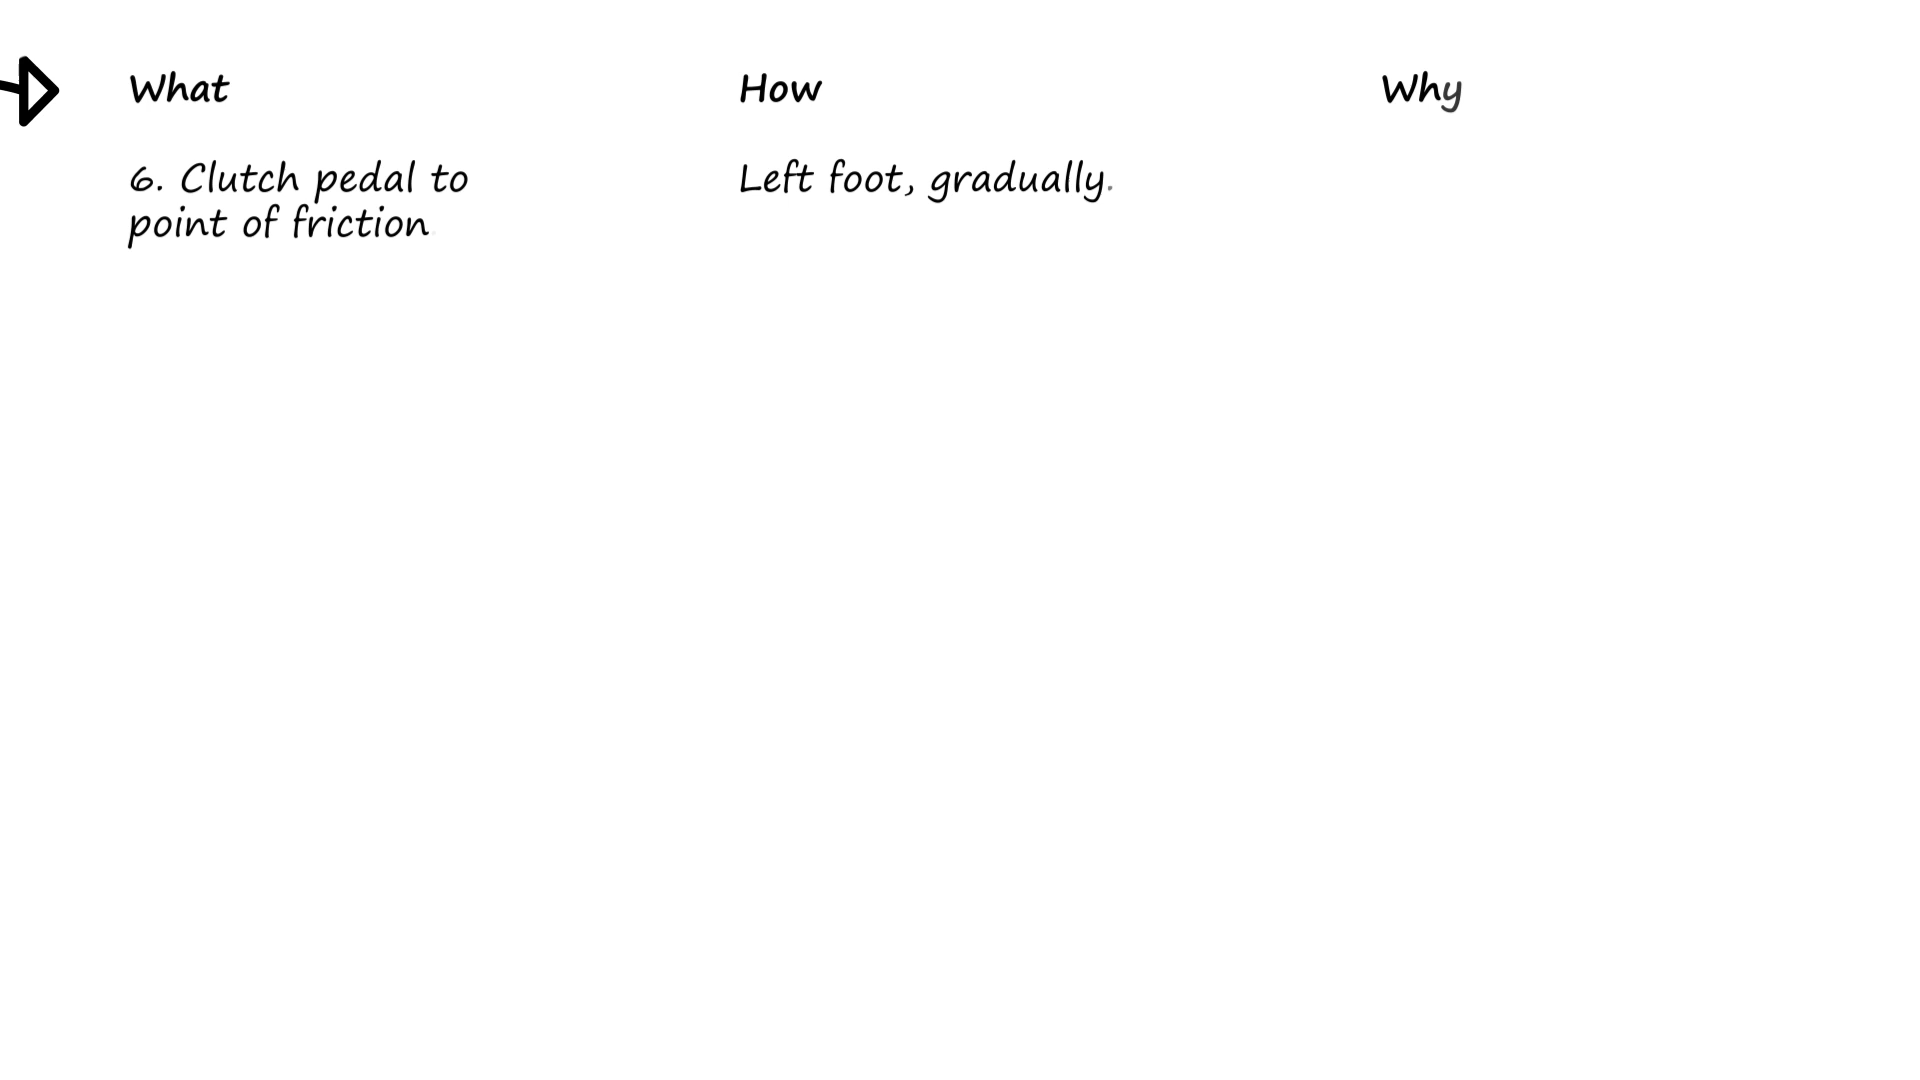 What How Why
6. Clutch pedal to Left foot, gradually.
point of friction